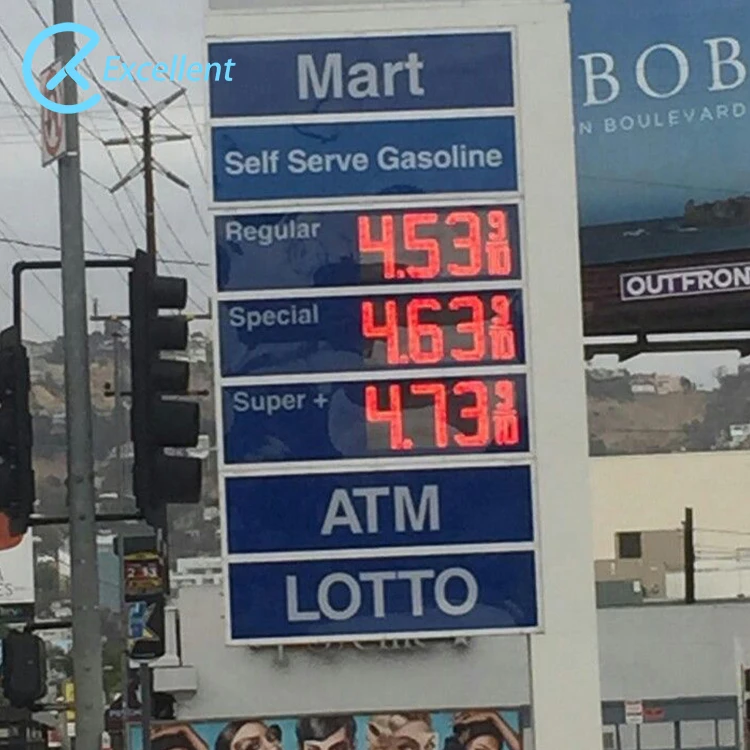 Excellent
Mart
Self Serve Gasoline
Regular 4.53 9/10
Special 4.63 9/10
Super + 4.73 9/10
ATM
LOTTO
BOB
N BOULEVARD
OUTFRON